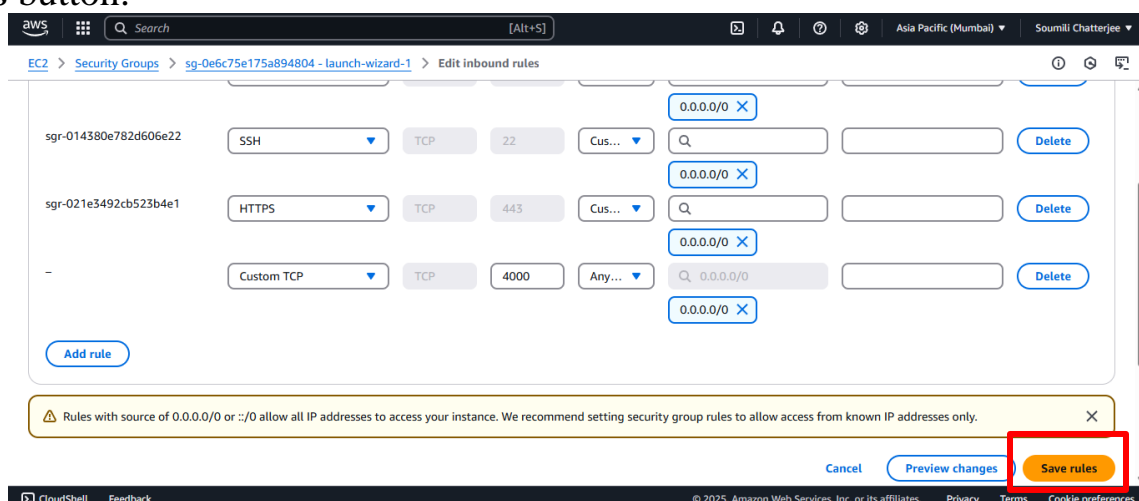 s button.
aws Search [Alt+S] Asia Pacific (Mumbai) Soumili Chatterjee
EC2 > Security Groups > sg-0e6c75e175a894804 - launch-wizard-1 > Edit inbound rules
0.0.0.0/0
sgr-014380e782d606e22 SSH TCP 22 Cus... Delete
0.0.0.0/0
sgr-021e3492cb523b4e1 HTTPS TCP 443 Cus... Delete
0.0.0.0/0
– Custom TCP TCP 4000 Any... 0.0.0.0/0 Delete
0.0.0.0/0
Add rule
Rules with source of 0.0.0.0/0 or ::/0 allow all IP addresses to access your instance. We recommend setting security group rules to allow access from known IP addresses only.
Cancel Preview changes Save rules
CloudShell Feedback © 2025, Amazon Web Services, Inc. or its affiliates. Privacy Terms Cookie preferences